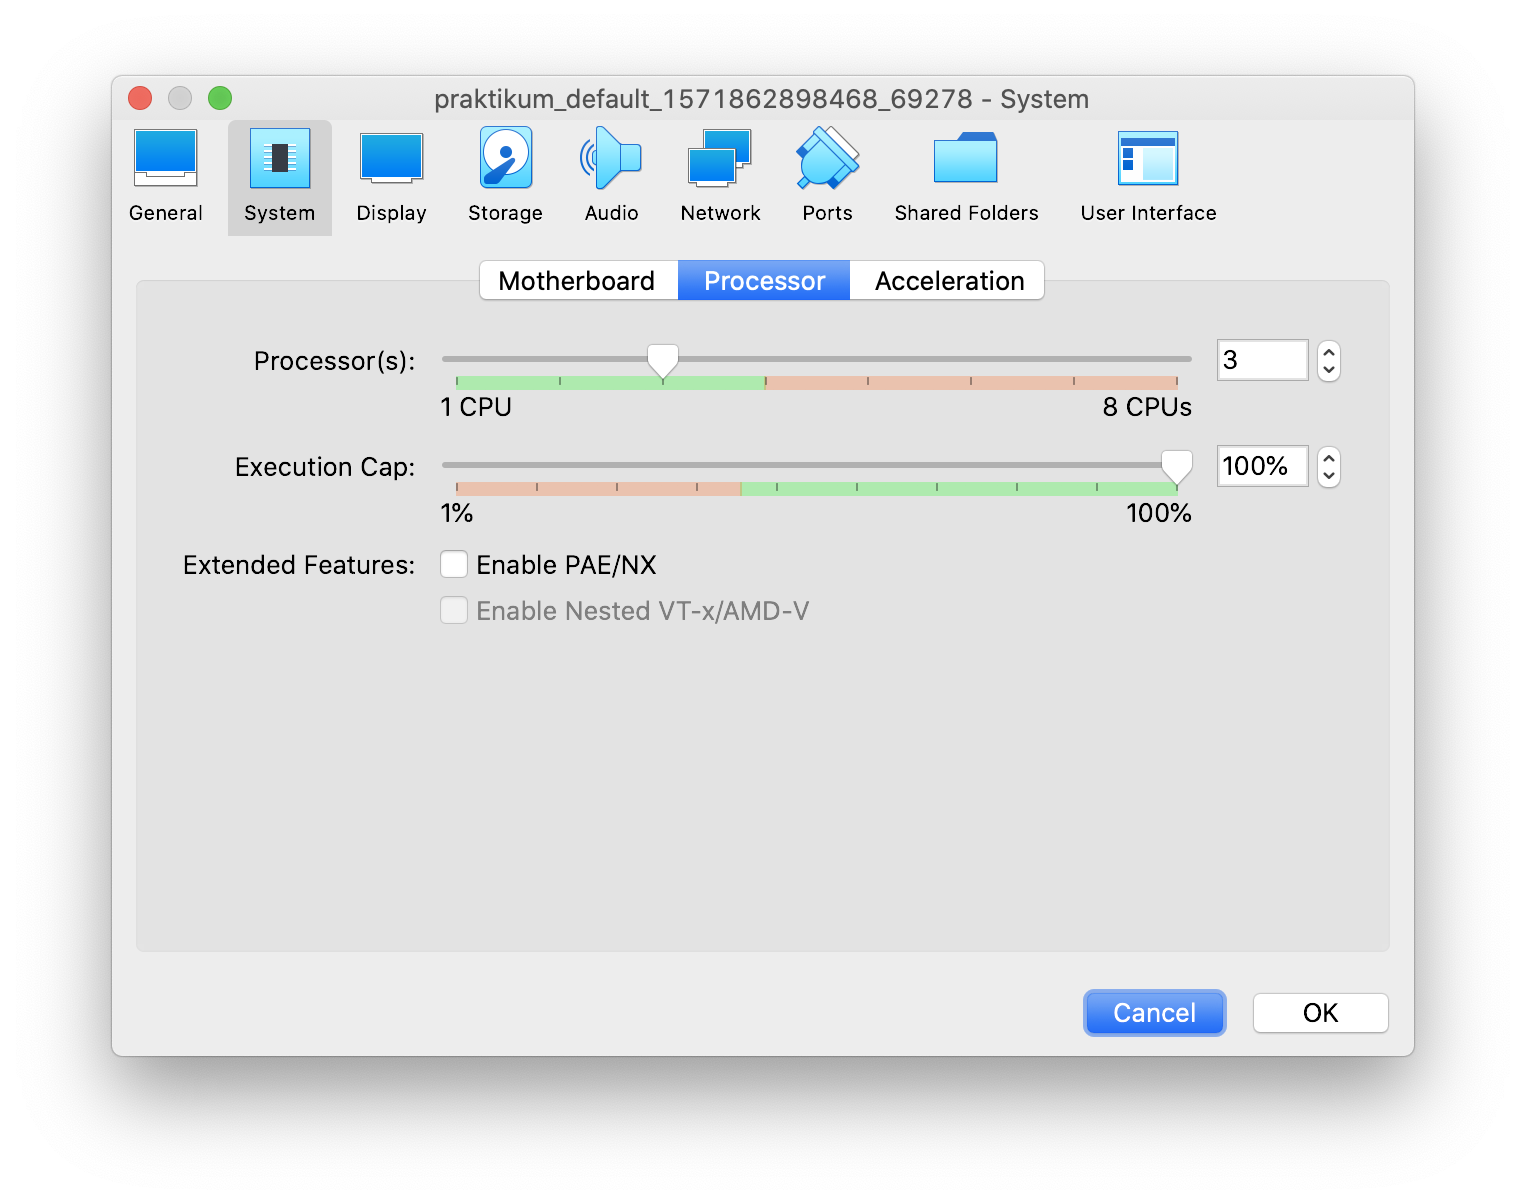 praktikum_default_1571862898468_69278 - System
General System Display Storage Audio Network Ports Shared Folders User Interface
Motherboard Processor Acceleration
Processor(s): 3
1 CPU 8 CPUs
Execution Cap: 100%
1% 100%
Extended Features: Enable PAE/NX
Enable Nested VT-x/AMD-V
Cancel OK